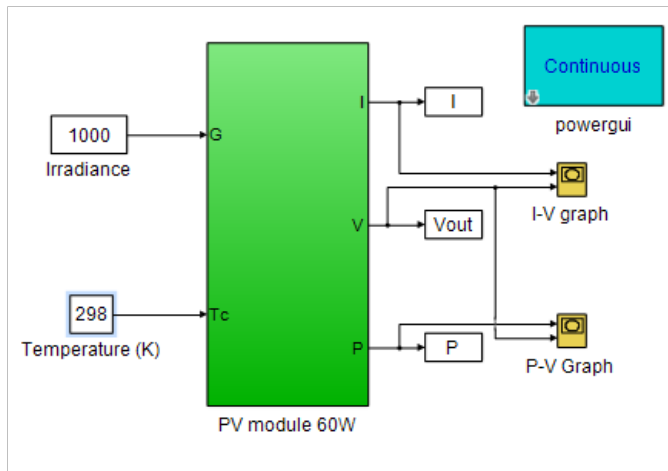 Continuous
powergui
1000
Irradiance
G
I
I
I-V graph
V
Vout
298
Temperature (K)
Tc
P
P
P-V Graph
PV module 60W